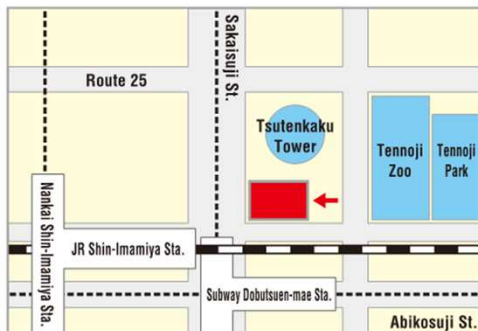 Sakaisuji St.
Route 25
Tsutenkaku
Tower
Tennoji
Zoo
Tennoji
Park
Nankai Shin-Imamiya Sta.
JR Shin-Imamiya Sta.
Subway Dobutsuen-mae Sta.
Abikosuji St.